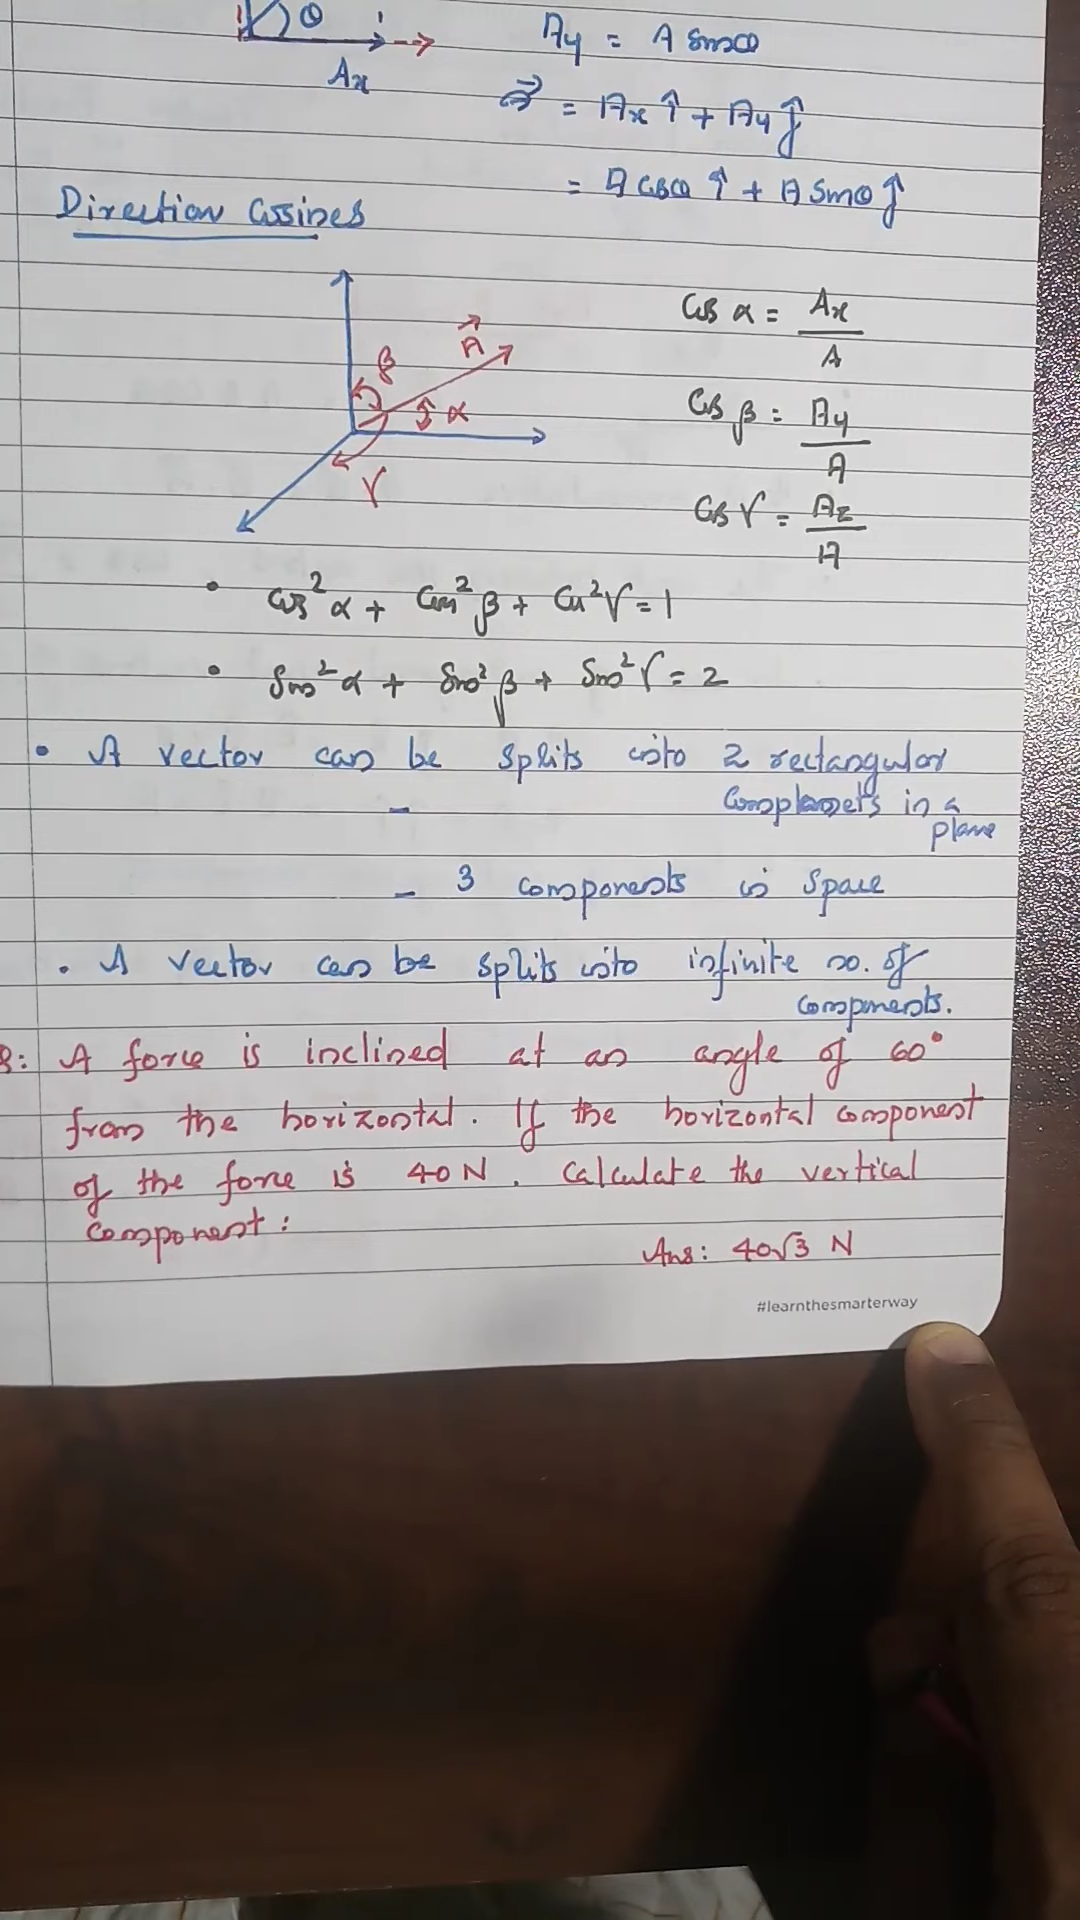 θ
Ax
Ay = A sinθ
= Ax î + Ay ĵ
= A cosθ î + A sinθ ĵ
Direction Cosines
β
A⃗
α
γ
Cos α = Ax / A
Cos β = Ay / A
Cos γ = Az / A
• Cos²α + Cos²β + Cos²γ = 1
• Sin²α + Sin²β + Sin²γ = 2
• A vector can be splits into 2 rectangular
components in a
plane
- 3 components in space
• A vector can be splits into infinite no. of
components.
Q: A force is inclined at an angle of 60°
from the horizontal. If the horizontal component
of the force is 40 N. Calculate the vertical
component:
Ans: 40√3 N
#learnthesmarterway